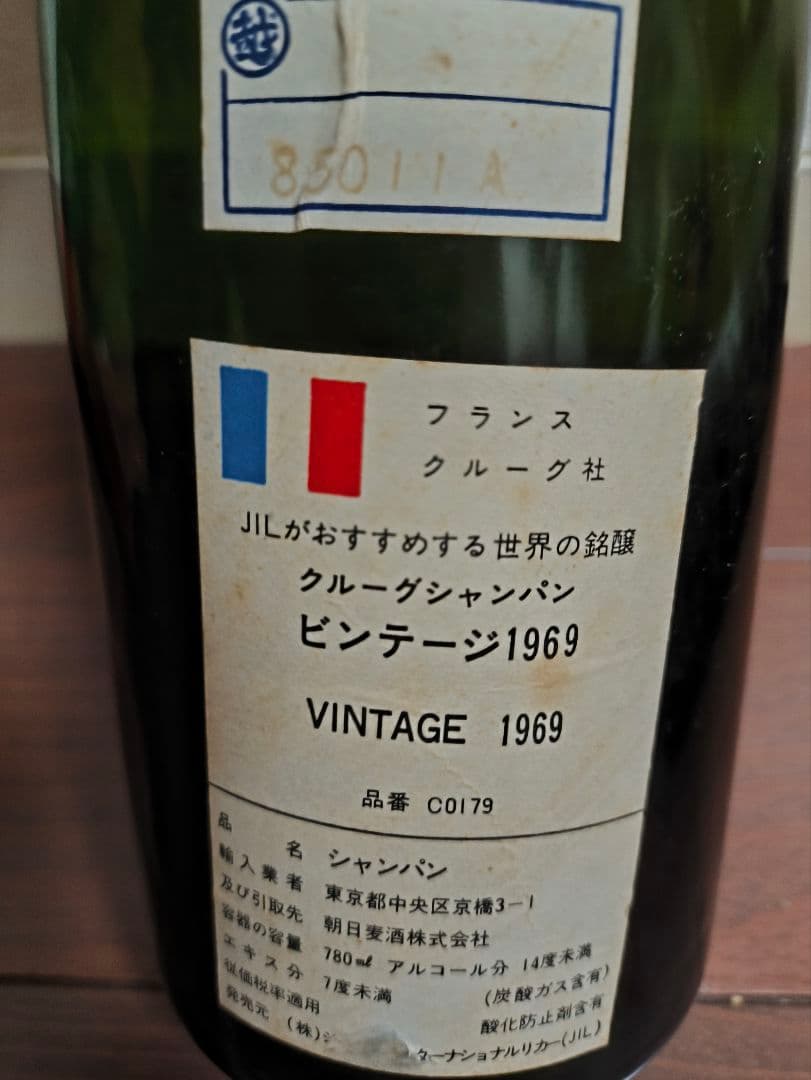 越
85011A
フランス
クルーグ社
JILがおすすめする世界の銘醸
クルーグシャンパン
ビンテージ1969
VINTAGE 1969
品番 C0179
品名 シャンパン
輸入業者 東京都中央区京橋3-1
及び引取先 朝日麦酒株式会社
容器の容量 780ml アルコール分 14度未満
エキス分 7度未満 (炭酸ガス含有)
従価税率適用 酸化防止剤含有
発売元 (株)ジ ターナショナルリカー(JIL)